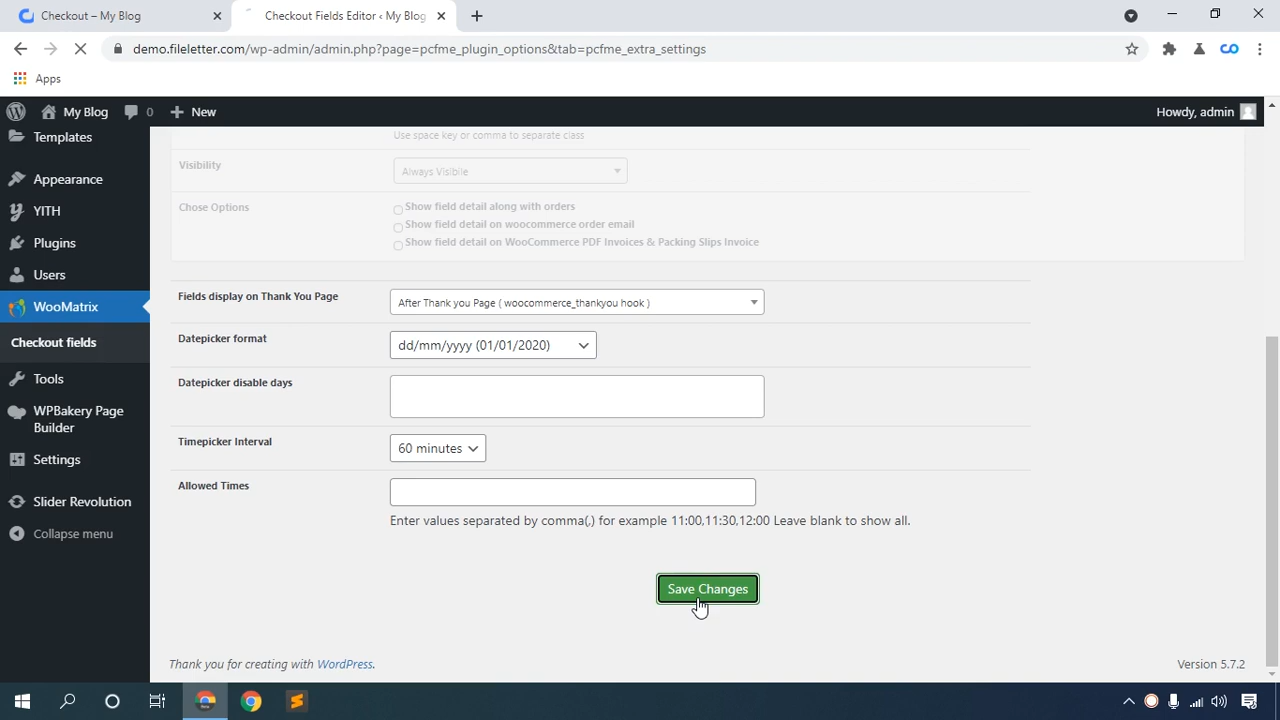 Checkout – My Blog
Checkout Fields Editor ‹ My Blog
demo.fileletter.com/wp-admin/admin.php?page=pcfme_plugin_options&tab=pcfme_extra_settings
Apps
My Blog
0
New
Howdy, admin
Templates
Appearance
YITH
Plugins
Users
WooMatrix
Checkout fields
Tools
WPBakery Page
Builder
Settings
Slider Revolution
Collapse menu
Use space key or comma to separate class
Visibility
Always Visibile
Chose Options
Show field detail along with orders
Show field detail on woocommerce order email
Show field detail on WooCommerce PDF Invoices & Packing Slips Invoice
Fields display on Thank You Page
After Thank you Page ( woocommerce_thankyou hook )
Datepicker format
dd/mm/yyyy (01/01/2020)
Datepicker disable days
Timepicker Interval
60 minutes
Allowed Times
Enter values separated by comma(,) for example 11:00,11:30,12:00 Leave blank to show all.
Save Changes
Thank you for creating with WordPress.
Version 5.7.2